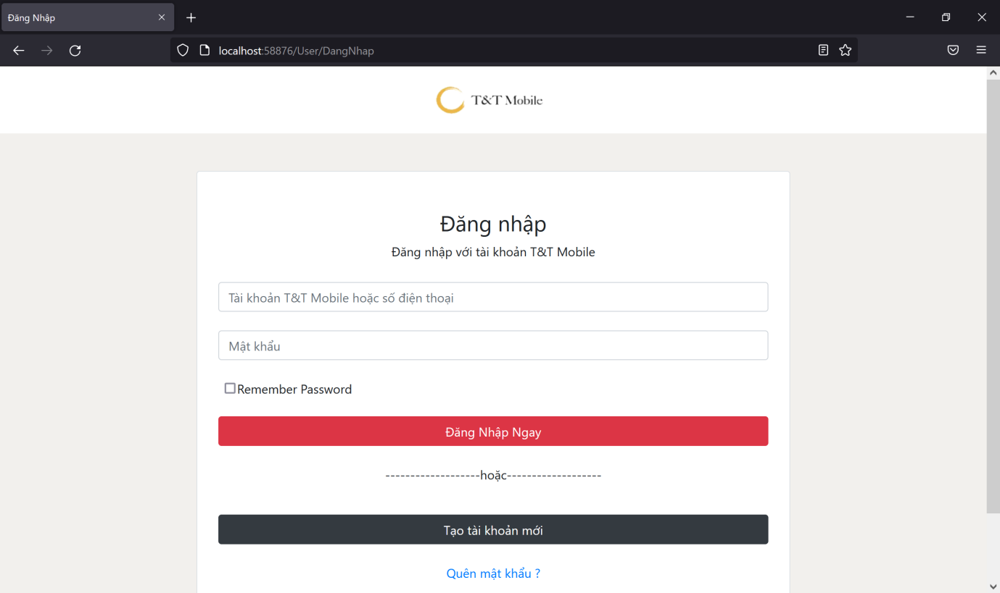 Đăng Nhập
localhost:58876/User/DangNhap
T&T Mobile
Đăng nhập
Đăng nhập với tài khoản T&T Mobile
Tài khoản T&T Mobile hoặc số điện thoại
Mật khẩu
Remember Password
Đăng Nhập Ngay
-------------------hoặc-------------------
Tạo tài khoản mới
Quên mật khẩu ?